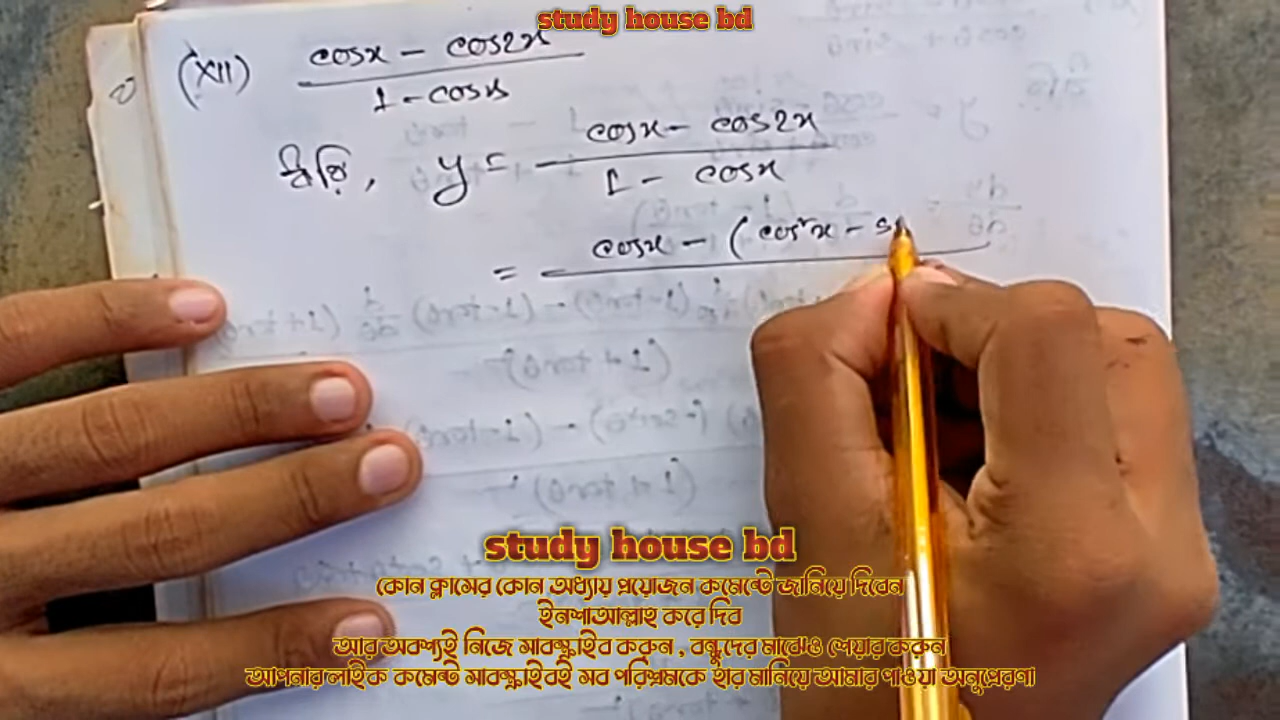 study house bd
(XII) cosx - cos2x
1 - cosx
ধরি, y = cosx - cos2x
1 - cosx
= cosx - (cos²x - s
study house bd
কোন ক্লাসের কোন অধ্যায় প্রয়োজন কমেন্টে জানিয়ে দিবেন
ইনশাআল্লাহ করে দিব
আর অবশ্যই নিজে সাবস্ক্রাইব করুন , বন্ধুদের মাঝেও শেয়ার করুন
আপনার লাইক কমেন্ট সাবস্ক্রাইবই সব পরিশ্রমকে হার মানিয়ে আমার পাওয়া অনুপ্রেরণা